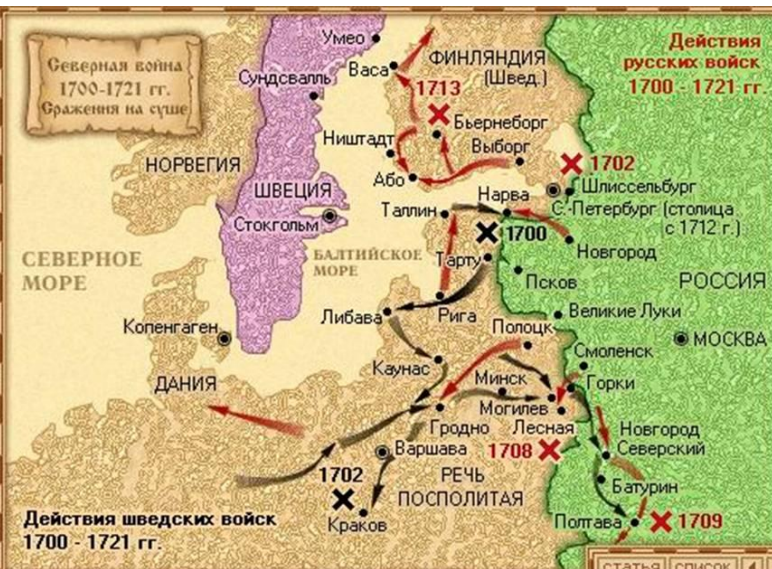 Северная война
1700-1721 гг.
Сражения на суше
Действия
русских войск
1700 - 1721 гг.
Умео
Васа
ФИНЛЯНДИЯ
(Швед.)
Сундсвалль
1713
Бьернеборг
Ништадт
Выборг
1702
НОРВЕГИЯ
Або
Шлиссельбург
ШВЕЦИЯ
Нарва
С.-Петербург (столица
с 1712 г.)
Таллин
Стокгольм
1700
Новгород
СЕВЕРНОЕ
МОРЕ
БАЛТИЙСКОЕ
МОРЕ
Тарту
Псков
РОССИЯ
Либава
Рига
Великие Луки
Копенгаген
Полоцк
МОСКВА
Смоленск
Каунас
Минск
Горки
ДАНИЯ
Могилев
Лесная
Гродно
Новгород
Северский
Варшава
1708
1702
РЕЧЬ
ПОСПОЛИТАЯ
Батурин
Действия шведских войск
1700 - 1721 гг.
Краков
Полтава
1709
статья
список